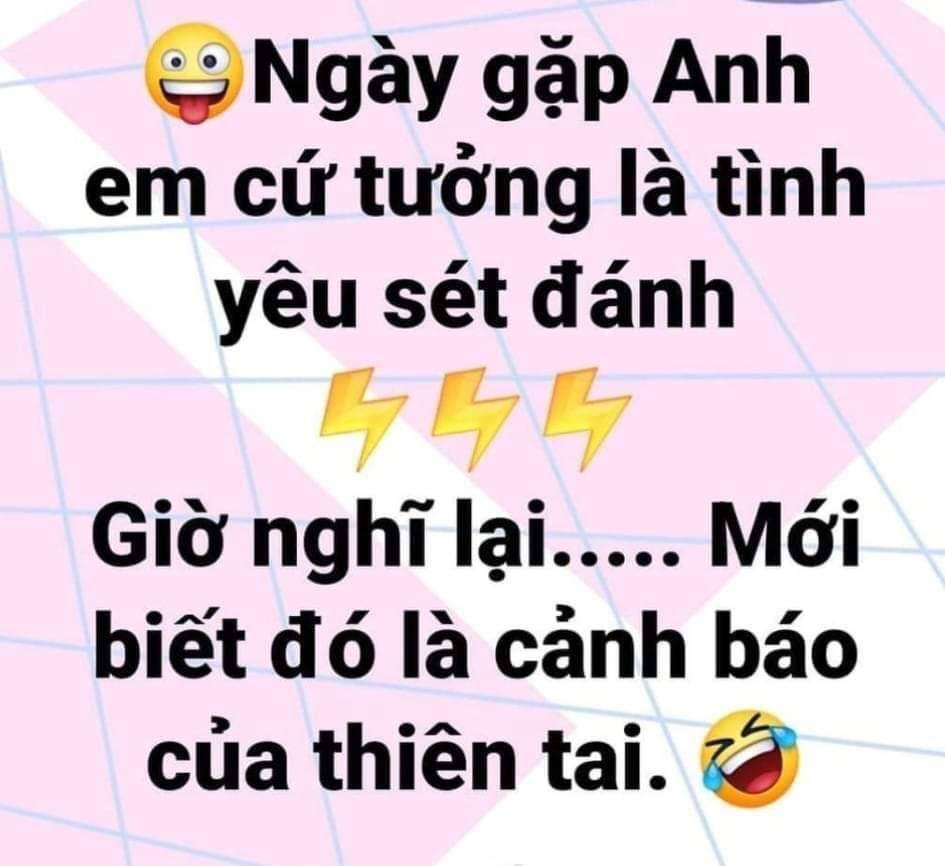 🤪Ngày gặp Anh
em cứ tưởng là tình
yêu sét đánh
⚡⚡⚡
Giờ nghĩ lại..... Mới
biết đó là cảnh báo
của thiên tai. 🤣